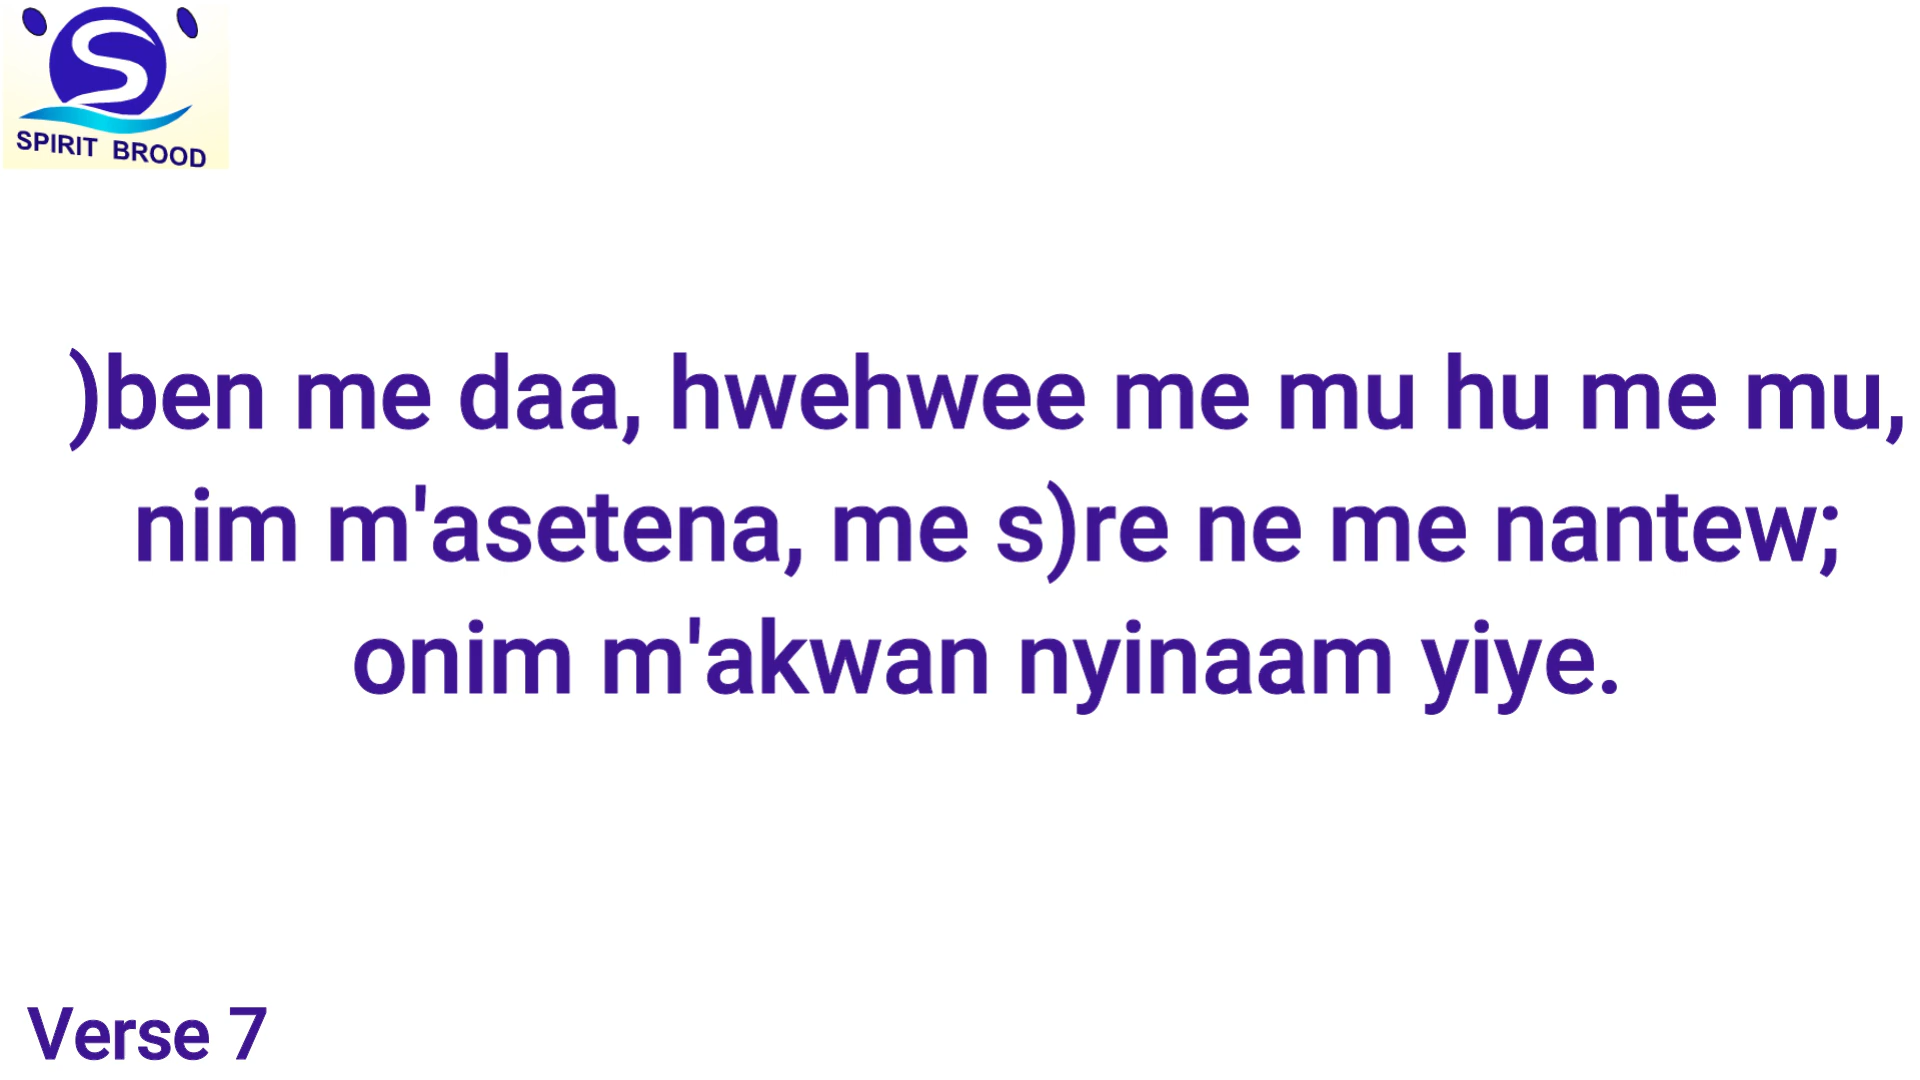 SPIRIT BROOD
)ben me daa, hwehwee me mu hu me mu,
nim m'asetena, me s)re ne me nantew;
onim m'akwan nyinaam yiye.
Verse 7